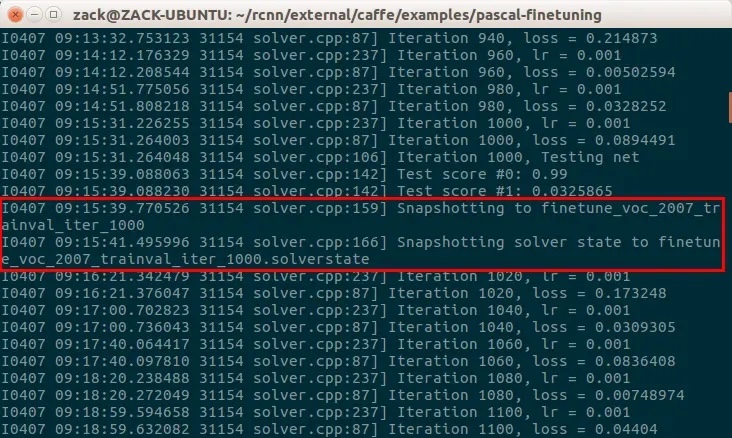 zack@ZACK-UBUNTU: ~/rcnn/external/caffe/examples/pascal-finetuning
I0407 09:13:32.753123 31154 solver.cpp:87] Iteration 940, loss = 0.214873
I0407 09:14:12.176329 31154 solver.cpp:237] Iteration 960, lr = 0.001
I0407 09:14:12.208544 31154 solver.cpp:87] Iteration 960, loss = 0.00502594
I0407 09:14:51.775056 31154 solver.cpp:237] Iteration 980, lr = 0.001
I0407 09:14:51.808218 31154 solver.cpp:87] Iteration 980, loss = 0.0328252
I0407 09:15:31.226255 31154 solver.cpp:237] Iteration 1000, lr = 0.001
I0407 09:15:31.264003 31154 solver.cpp:87] Iteration 1000, loss = 0.0894491
I0407 09:15:31.264048 31154 solver.cpp:106] Iteration 1000, Testing net
I0407 09:15:39.088063 31154 solver.cpp:142] Test score #0: 0.99
I0407 09:15:39.088230 31154 solver.cpp:142] Test score #1: 0.0325865
I0407 09:15:39.770526 31154 solver.cpp:159] Snapshotting to finetune_voc_2007_tr
ainval_iter_1000
I0407 09:15:41.495996 31154 solver.cpp:166] Snapshotting solver state to finetun
e_voc_2007_trainval_iter_1000.solverstate
I0407 09:16:21.342479 31154 solver.cpp:237] Iteration 1020, lr = 0.001
I0407 09:16:21.376047 31154 solver.cpp:87] Iteration 1020, loss = 0.173248
I0407 09:17:00.702823 31154 solver.cpp:237] Iteration 1040, lr = 0.001
I0407 09:17:00.736043 31154 solver.cpp:87] Iteration 1040, loss = 0.0309305
I0407 09:17:40.064417 31154 solver.cpp:237] Iteration 1060, lr = 0.001
I0407 09:17:40.097810 31154 solver.cpp:87] Iteration 1060, loss = 0.0836408
I0407 09:18:20.238488 31154 solver.cpp:237] Iteration 1080, lr = 0.001
I0407 09:18:20.272049 31154 solver.cpp:87] Iteration 1080, loss = 0.00748974
I0407 09:18:59.594658 31154 solver.cpp:237] Iteration 1100, lr = 0.001
I0407 09:18:59.632082 31154 solver.cpp:87] Iteration 1100, loss = 0.04404